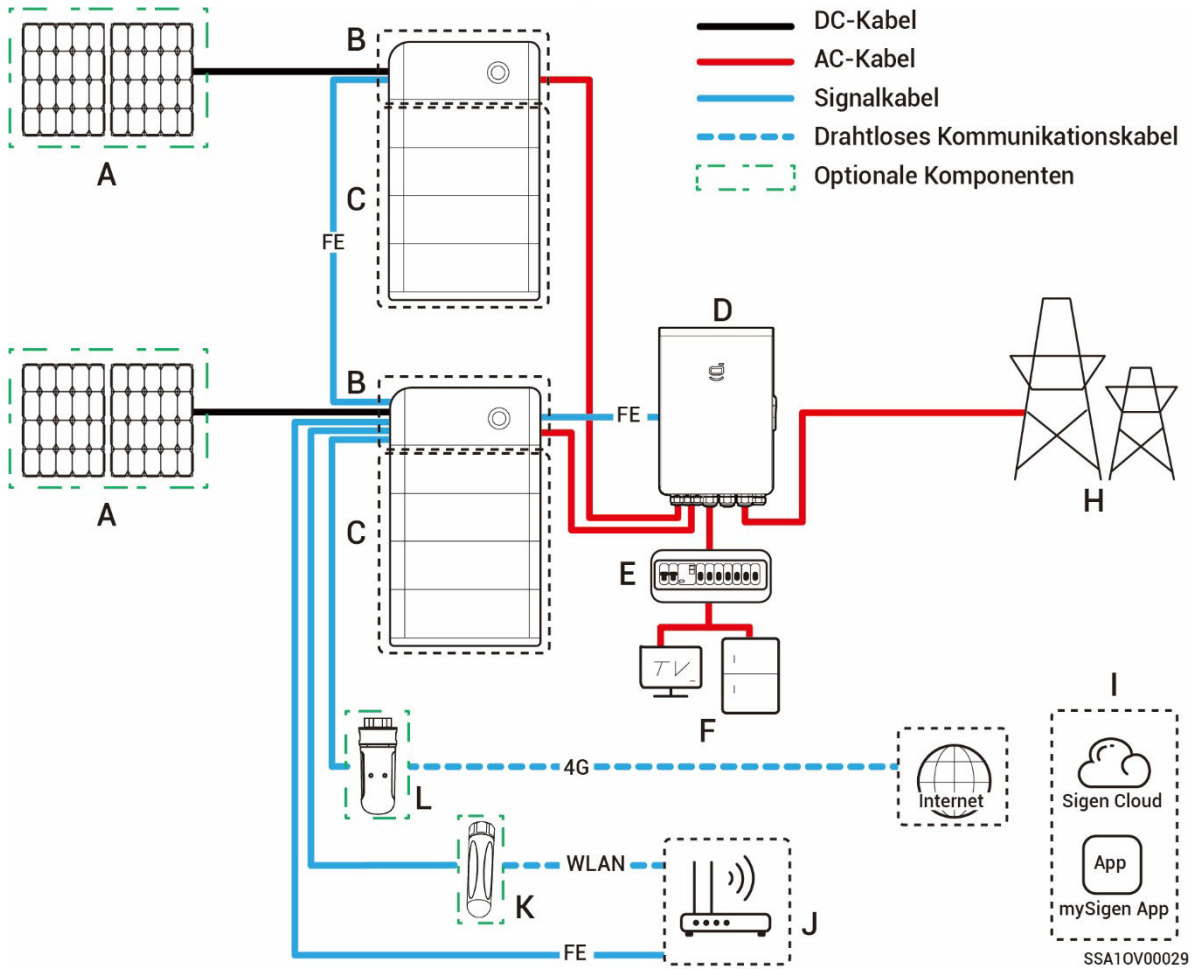 DC-Kabel
AC-Kabel
Signalkabel
Drahtloses Kommunikationskabel
Optionale Komponenten
A
B
C
FE
D
A
B
C
FE
H
E
TV
F
I
L
4G
Internet
Sigen Cloud
K
WLAN
J
App
mySigen App
FE
SSA1OV00029